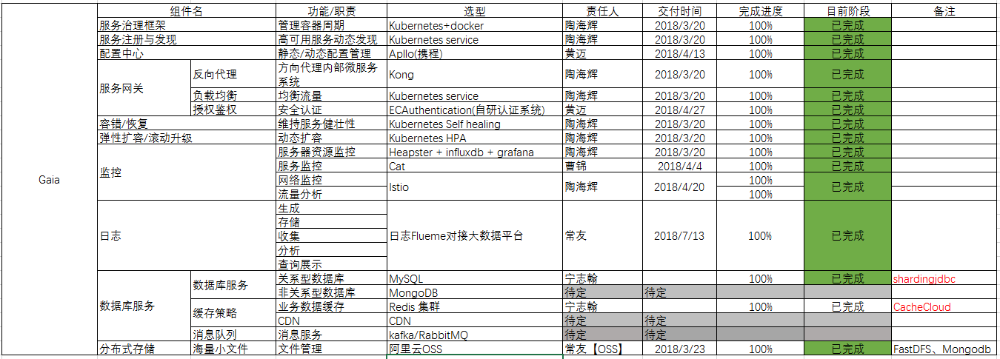 组件名 功能/职责 选型 责任人 交付时间 完成进度 目前阶段 备注
Gaia
服务治理框架 管理容器周期 Kubernetes+docker 陶海辉 2018/3/20 100% 已完成
服务注册与发现 高可用服务动态发现 Kubernetes service 陶海辉 2018/3/20 100% 已完成
配置中心 静态/动态配置管理 Apllo(携程) 黄迈 2018/4/13 100% 已完成
服务网关
反向代理 方向代理内部微服务
系统 Kong 陶海辉 2018/3/20 100% 已完成
负载均衡 均衡流量 Kubernetes service 陶海辉 2018/3/20 100% 已完成
授权鉴权 安全认证 ECAuthentication(自研认证系统) 黄迈 2018/4/27 100% 已完成
容错/恢复 维持服务健壮性 Kubernetes Self healing 陶海辉 2018/3/20 100% 已完成
弹性扩容/滚动升级 动态扩容 Kubernetes HPA 陶海辉 2018/3/20 100% 已完成
监控
服务器资源监控 Heapster + influxdb + grafana 陶海辉 2018/3/20 100% 已完成
服务监控 Cat 曹锦 2018/4/4 100% 已完成
网络监控 Istio 陶海辉 2018/4/20 100% 已完成
流量分析 100%
日志
生成
存储
收集 日志Flueme对接大数据平台 常友 2018/7/13 100% 已完成
分析
查询展示
数据库服务
数据库服务 关系型数据库 MySQL 宁志翰 100% 已完成 shardingjdbc
非关系型数据库 MongoDB 待定 待定
缓存策略 业务数据缓存 Redis 集群 宁志翰 100% 已完成 CacheCloud
CDN CDN 待定 待定
消息队列 消息服务 kafka/RabbitMQ 待定 待定
分布式存储 海量小文件 文件管理 阿里云OSS 常友【OSS】 2018/3/23 100% 已完成 FastDFS、Mongodb